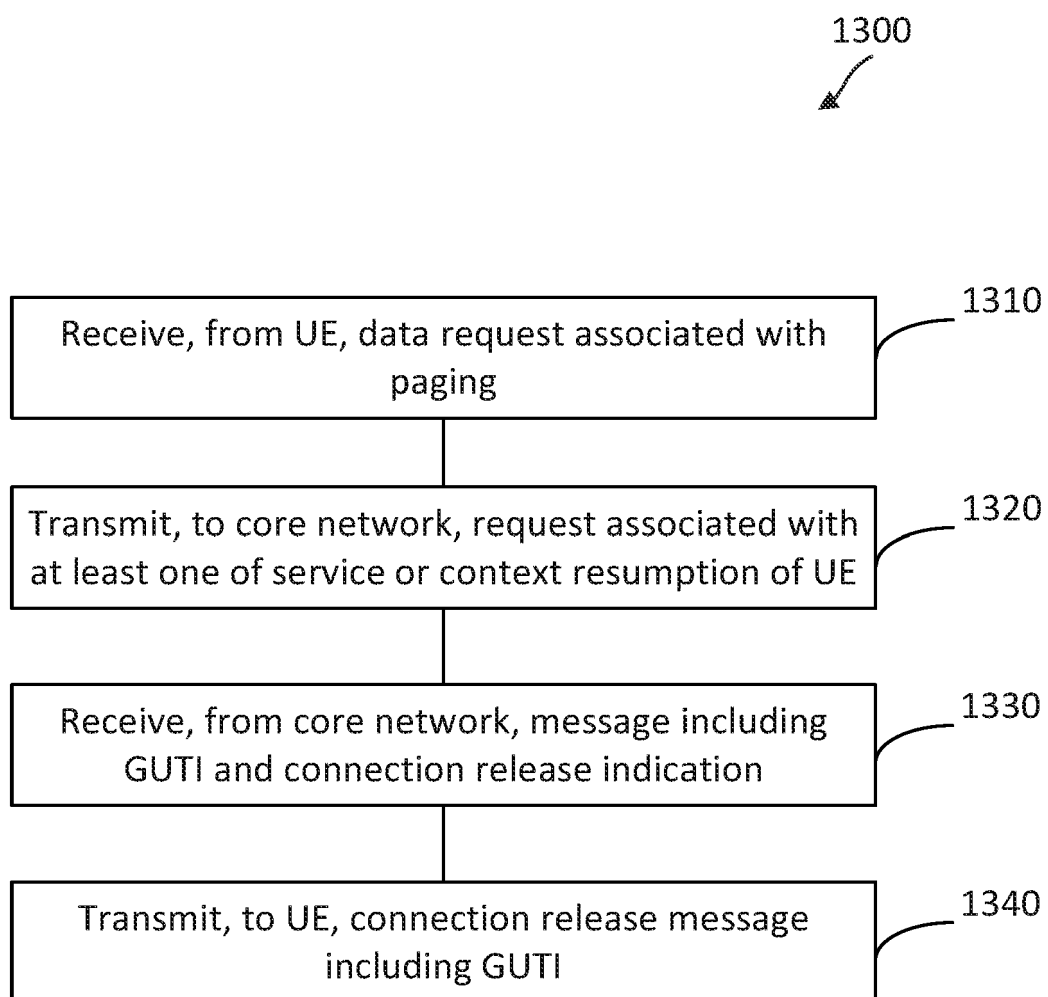 1300
1310
Receive, from UE, data request associated with
paging
1320
Transmit, to core network, request associated with
at least one of service or context resumption of UE
1330
Receive, from core network, message including
GUTI and connection release indication
1340
Transmit, to UE, connection release message
including GUTI